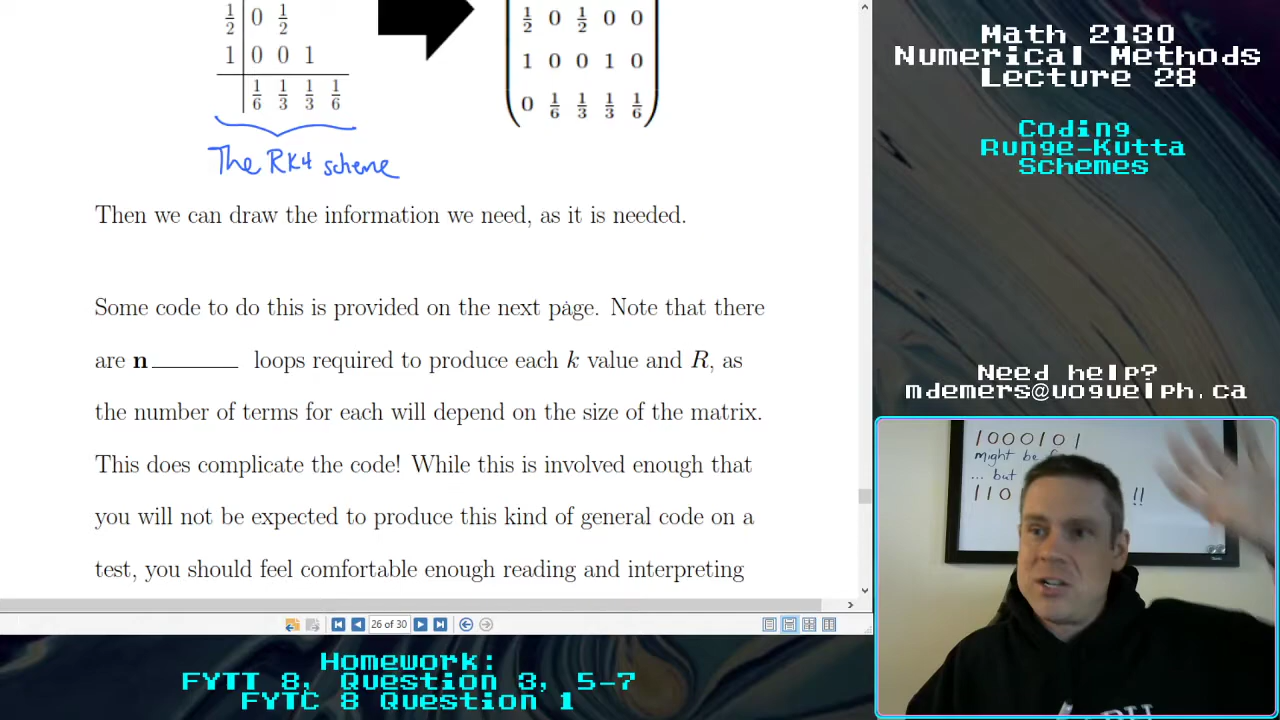 1/2 0 1/2
1 0 0 1
1/6 1/3 1/3 1/6
1/2 0 1/2 0 0
1 0 0 1 0
0 1/6 1/3 1/3 1/6
The RK4 scheme
Then we can draw the information we need, as it is needed.
Some code to do this is provided on the next page. Note that there
are n________ loops required to produce each k value and R, as
the number of terms for each will depend on the size of the matrix.
This does complicate the code! While this is involved enough that
you will not be expected to produce this kind of general code on a
test, you should feel comfortable enough reading and interpreting
26 of 30
Math 2130
Numerical Methods
Lecture 28
Coding
Runge-Kutta
Schemes
Need help?
mdemers@uoguelph.ca
1000101
might be
... but
110 !!
Homework:
FYTT 8, Question 3, 5-7
FYTC 8 Question 1